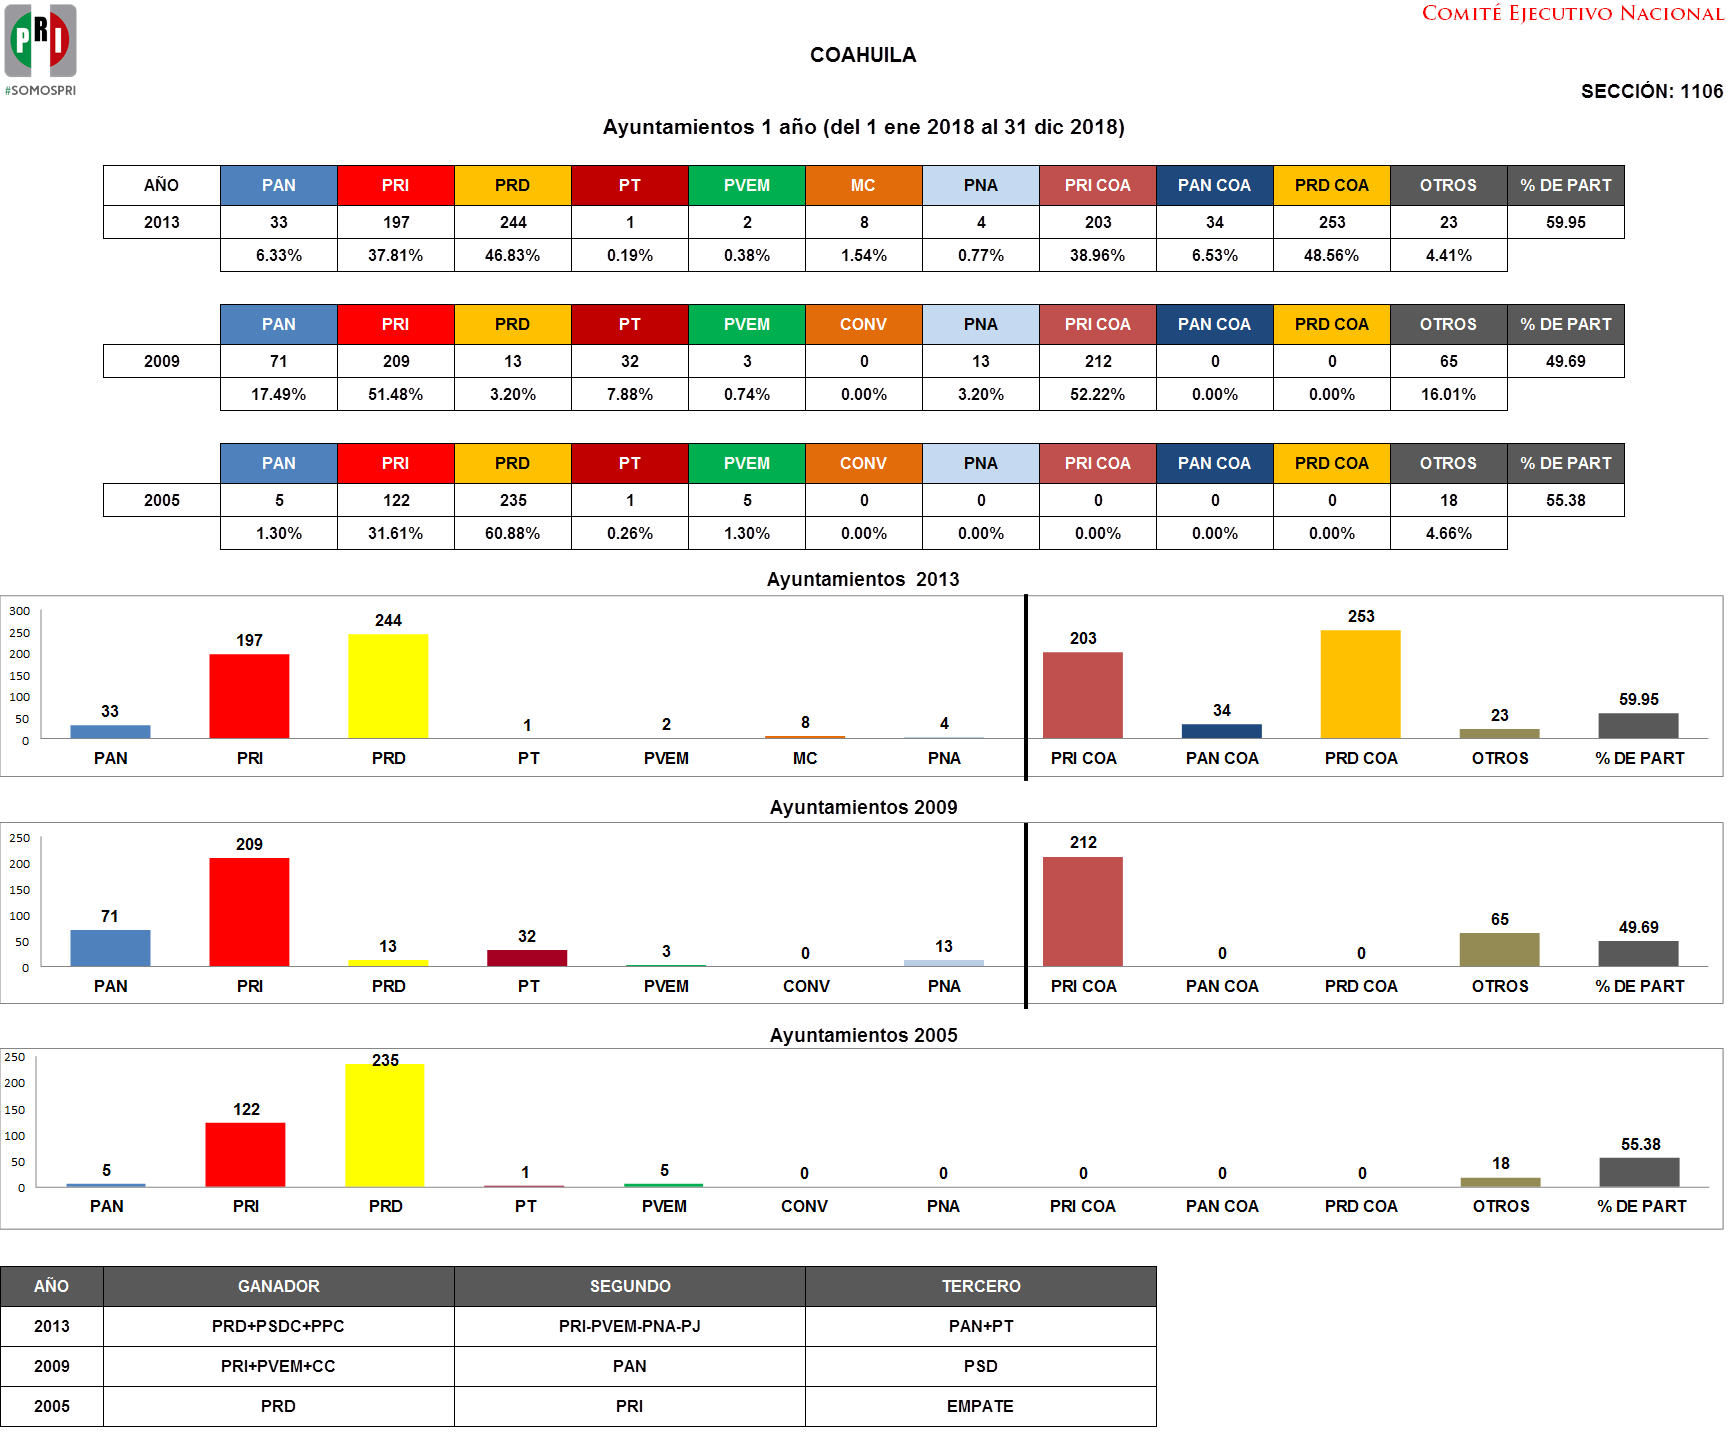 COMITÉ EJECUTIVO NACIONAL
PRI
#SOMOSPRI
COAHUILA
SECCIÓN: 1106
Ayuntamientos 1 año (del 1 ene 2018 al 31 dic 2018)
AÑO PAN PRI PRD PT PVEM MC PNA PRI COA PAN COA PRD COA OTROS % DE PART
2013 33 197 244 1 2 8 4 203 34 253 23 59.95
6.33% 37.81% 46.83% 0.19% 0.38% 1.54% 0.77% 38.96% 6.53% 48.56% 4.41%
PAN PRI PRD PT PVEM CONV PNA PRI COA PAN COA PRD COA OTROS % DE PART
2009 71 209 13 32 3 0 13 212 0 0 65 49.69
17.49% 51.48% 3.20% 7.88% 0.74% 0.00% 3.20% 52.22% 0.00% 0.00% 16.01%
PAN PRI PRD PT PVEM CONV PNA PRI COA PAN COA PRD COA OTROS % DE PART
2005 5 122 235 1 5 0 0 0 0 0 18 55.38
1.30% 31.61% 60.88% 0.26% 1.30% 0.00% 0.00% 0.00% 0.00% 0.00% 4.66%
Ayuntamientos 2013
300
250
200
150
100
50
0
33 197 244 1 2 8 4 203 34 253 23 59.95
PAN PRI PRD PT PVEM MC PNA PRI COA PAN COA PRD COA OTROS % DE PART
Ayuntamientos 2009
250
200
150
100
50
0
71 209 13 32 3 0 13 212 0 0 65 49.69
PAN PRI PRD PT PVEM CONV PNA PRI COA PAN COA PRD COA OTROS % DE PART
Ayuntamientos 2005
250
200
150
100
50
0
5 122 235 1 5 0 0 0 0 0 18 55.38
PAN PRI PRD PT PVEM CONV PNA PRI COA PAN COA PRD COA OTROS % DE PART
AÑO GANADOR SEGUNDO TERCERO
2013 PRD+PSDC+PPC PRI-PVEM-PNA-PJ PAN+PT
2009 PRI+PVEM+CC PAN PSD
2005 PRD PRI EMPATE